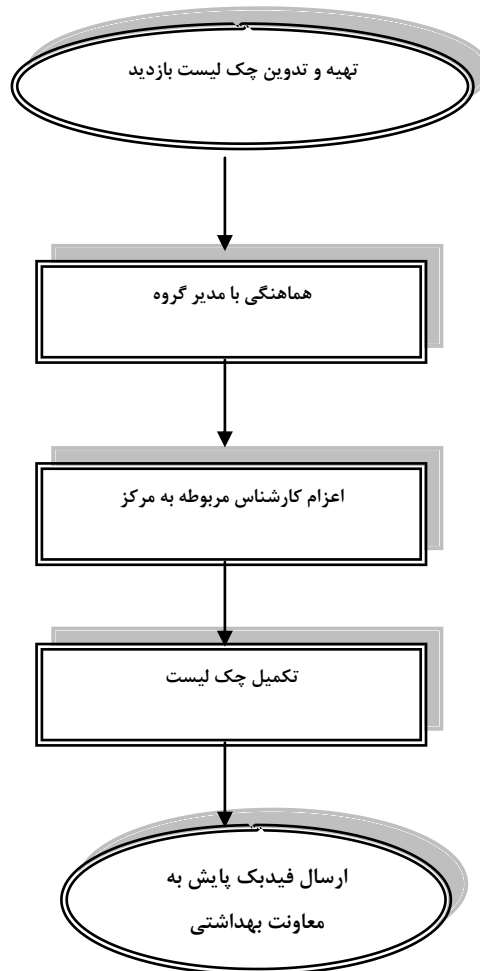 تهیه و تدوین چک لیست بازدید
هماهنگی با مدیر گروه
اعزام کارشناس مربوطه به مرکز
تکمیل چک لیست
ارسال فیدبک پایش به
معاونت بهداشتی